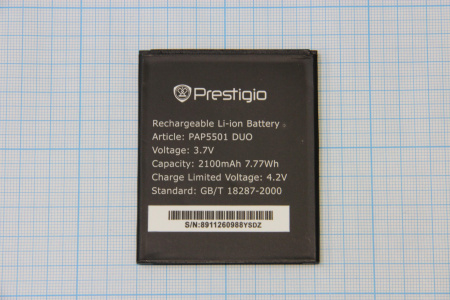 Prestigio
Rechargeable Li-ion Battery
Article: PAP5501 DUO
Voltage: 3.7V
Capacity: 2100mAh 7.77Wh
Charge Limited Voltage: 4.2V
Standard: GB/T 18287-2000
S/N:8911260988YSDZ